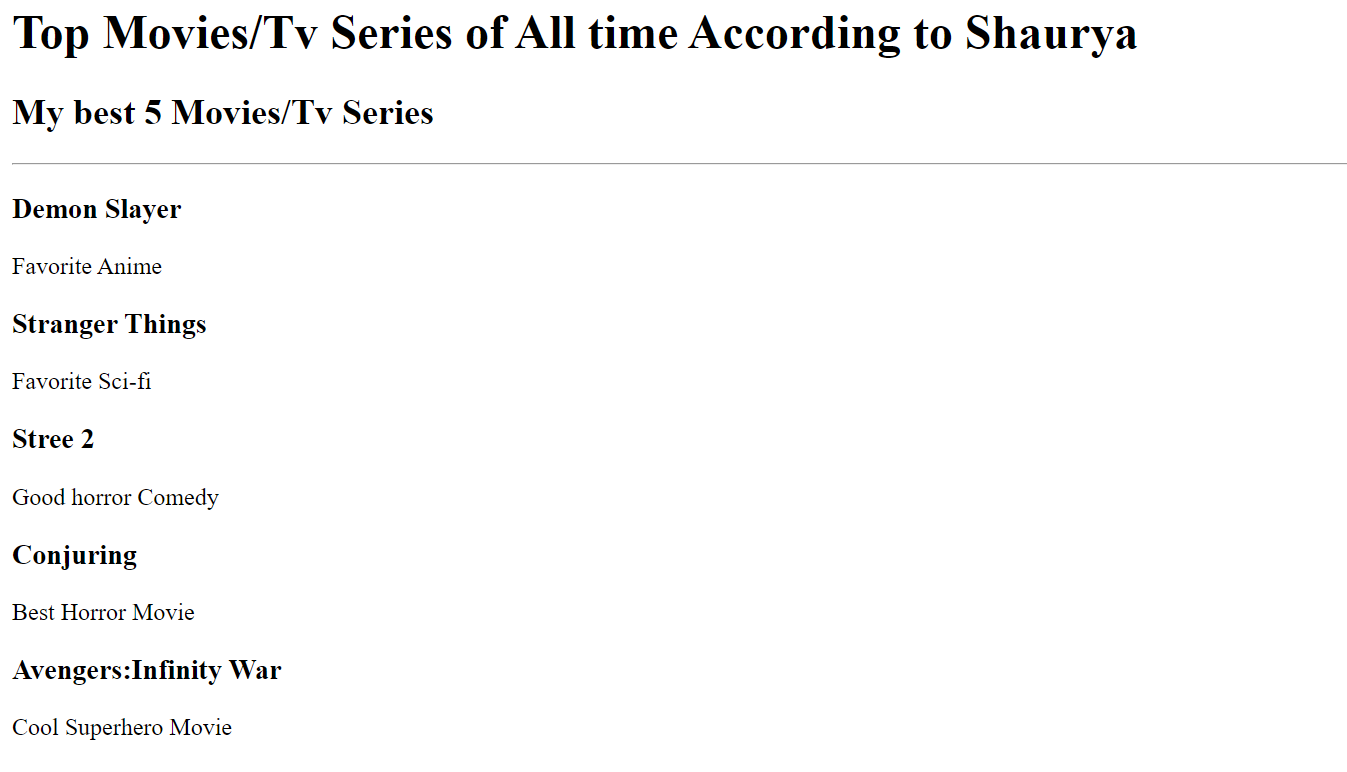 Top Movies/Tv Series of All time According to Shaurya
My best 5 Movies/Tv Series
Demon Slayer
Favorite Anime
Stranger Things
Favorite Sci-fi
Stree 2
Good horror Comedy
Conjuring
Best Horror Movie
Avengers:Infinity War
Cool Superhero Movie